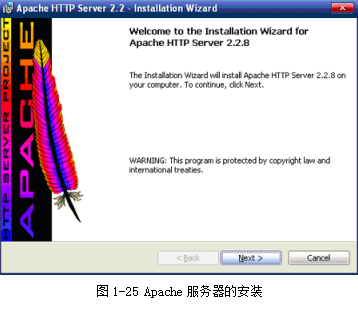 Apache HTTP Server 2.2 - Installation Wizard
HTTP SERVER PROJECT
APACHE
Welcome to the Installation Wizard for
Apache HTTP Server 2.2.8
The Installation Wizard will install Apache HTTP Server 2.2.8 on
your computer. To continue, click Next.
WARNING: This program is protected by copyright law and
international treaties.
< Back
Next >
Cancel
图 1-25 Apache 服务器的安装